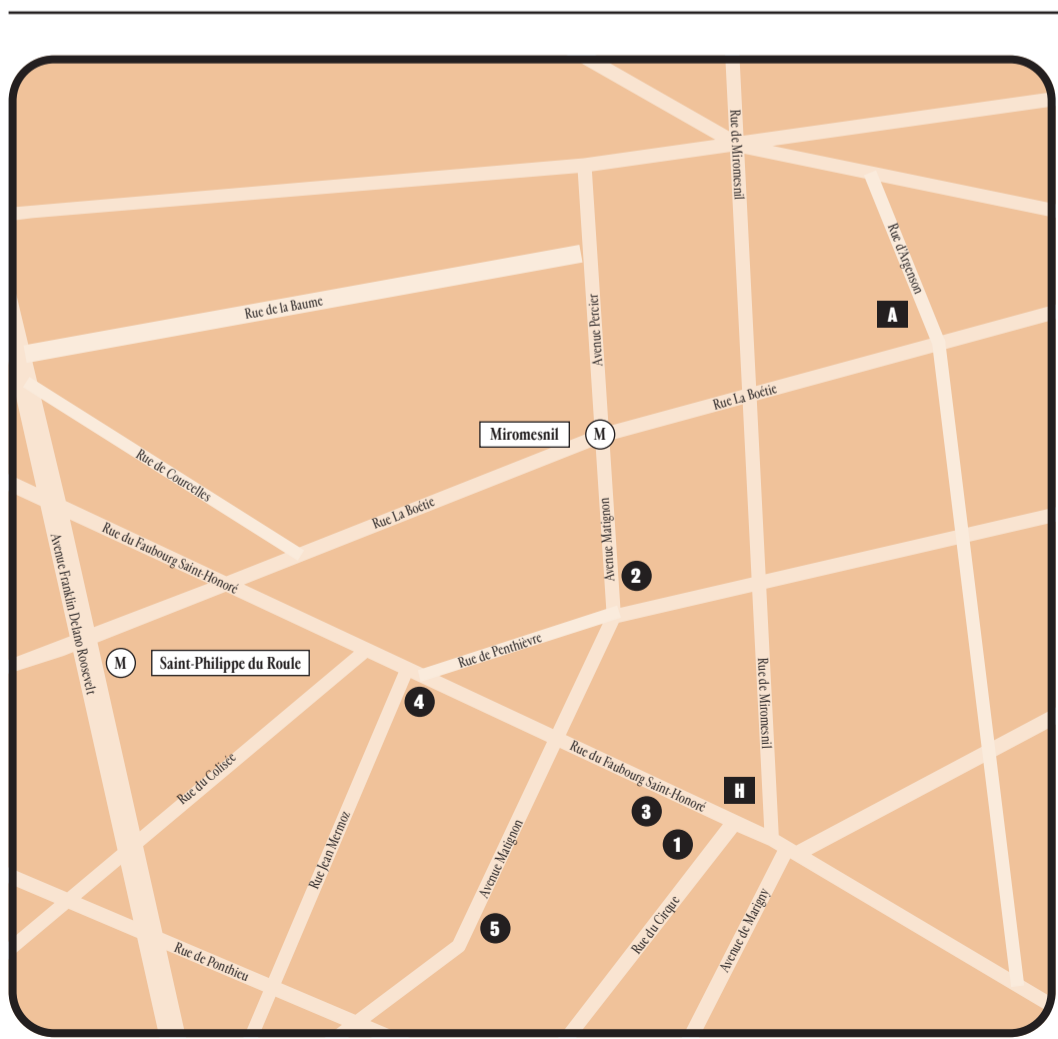 Rue de Miromesnil
Rue d'Argenson
Rue de la Baume
A
Avenue Percier
Rue La Boétie
Miromesnil
M
Rue de Courcelles
Rue La Boétie
Rue du Faubourg Saint-Honoré
Avenue Matignon
2
Avenue Franklin Delano Roosevelt
M
Saint-Philippe du Roule
Rue de Penthièvre
4
Rue de Miromesnil
Rue du Faubourg Saint-Honoré
Rue du Colisée
H
3
1
Rue Jean Mermoz
Avenue Matignon
5
Rue du Cirque
Avenue de Marigny
Rue de Ponthieu